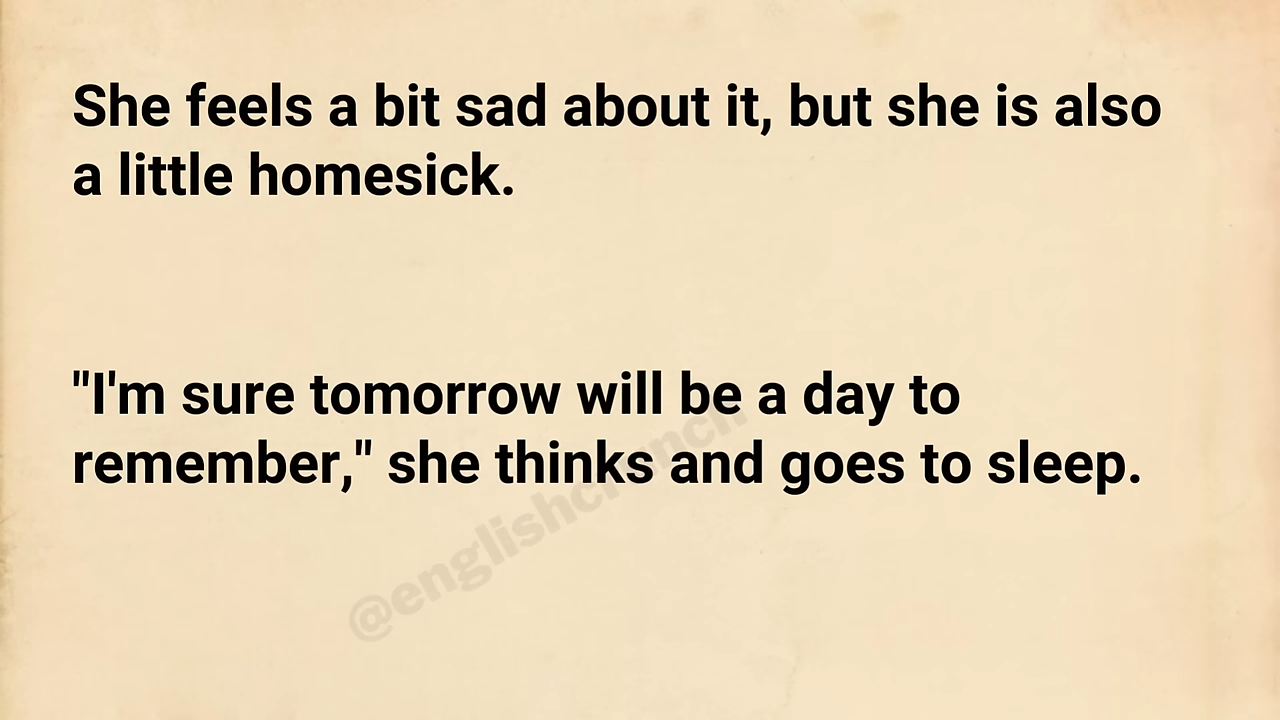 She feels a bit sad about it, but she is also
a little homesick.
"I'm sure tomorrow will be a day to
remember," she thinks and goes to sleep.